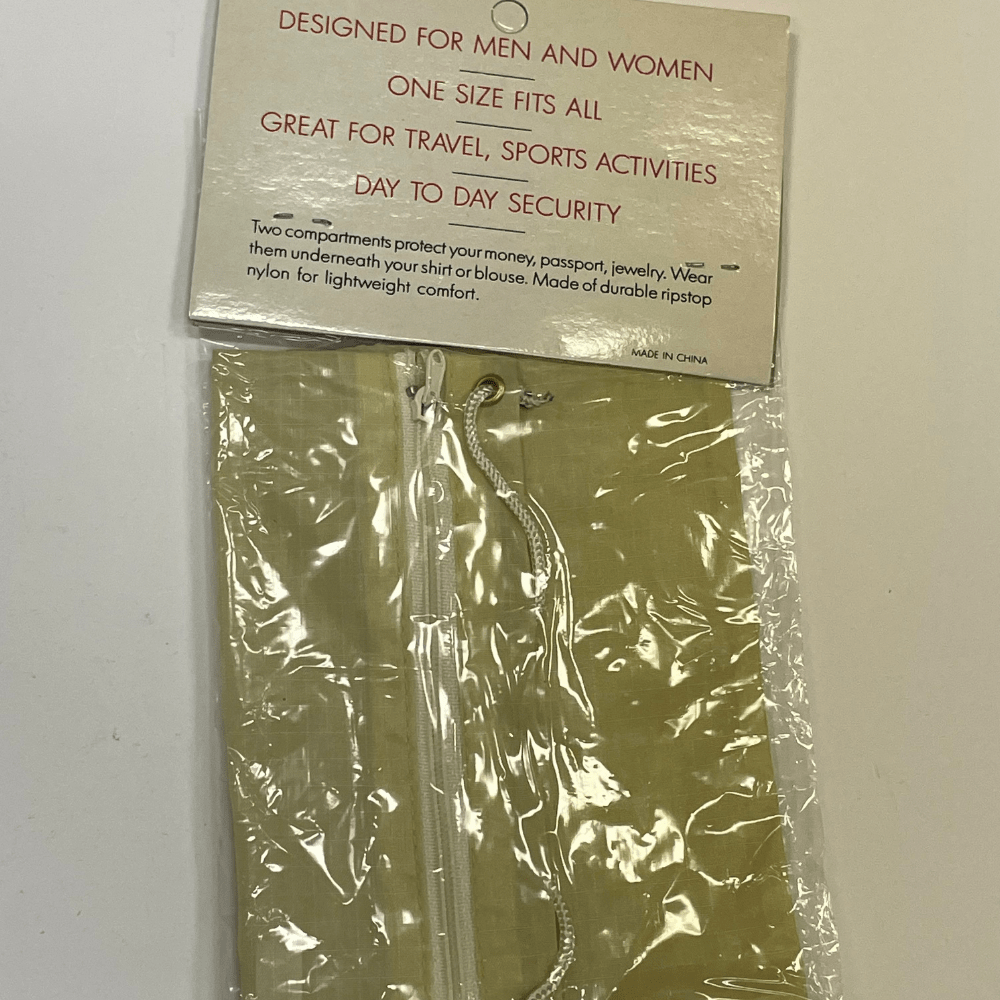 DESIGNED FOR MEN AND WOMEN
ONE SIZE FITS ALL
GREAT FOR TRAVEL, SPORTS ACTIVITIES
DAY TO DAY SECURITY
Two compartments protect your money, passport, jewelry. Wear
them underneath your shirt or blouse. Made of durable ripstop
nylon for lightweight comfort.
MADE IN CHINA